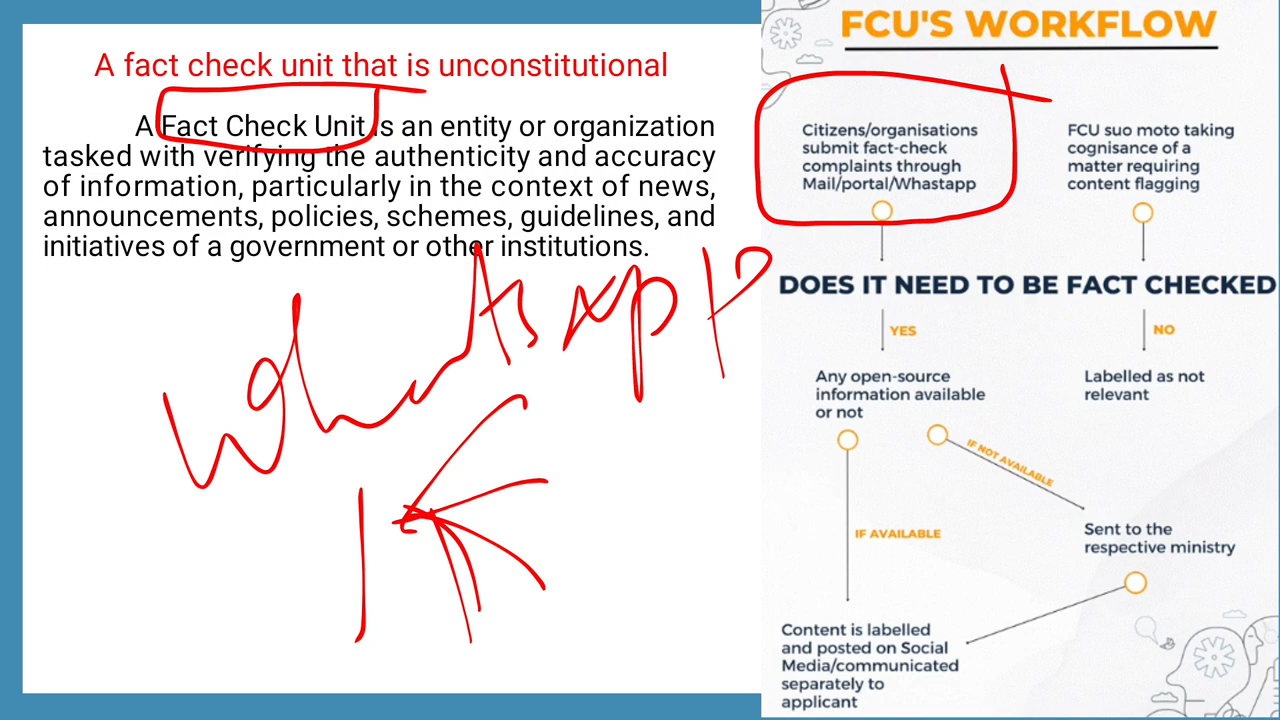 A fact check unit that is unconstitutional
A Fact Check Unit is an entity or organization
tasked with verifying the authenticity and accuracy
of information, particularly in the context of news,
announcements, policies, schemes, guidelines, and
initiatives of a government or other institutions.
Whatsapp
FCU'S WORKFLOW
Citizens/organisations
submit fact-check
complaints through
Mail/portal/Whastapp
FCU suo moto taking
cognisance of a
matter requiring
content flagging
DOES IT NEED TO BE FACT CHECKED
YES
NO
Any open-source
information available
or not
Labelled as not
relevant
IF NOT AVAILABLE
IF AVAILABLE
Sent to the
respective ministry
Content is labelled
and posted on Social
Media/communicated
separately to
applicant